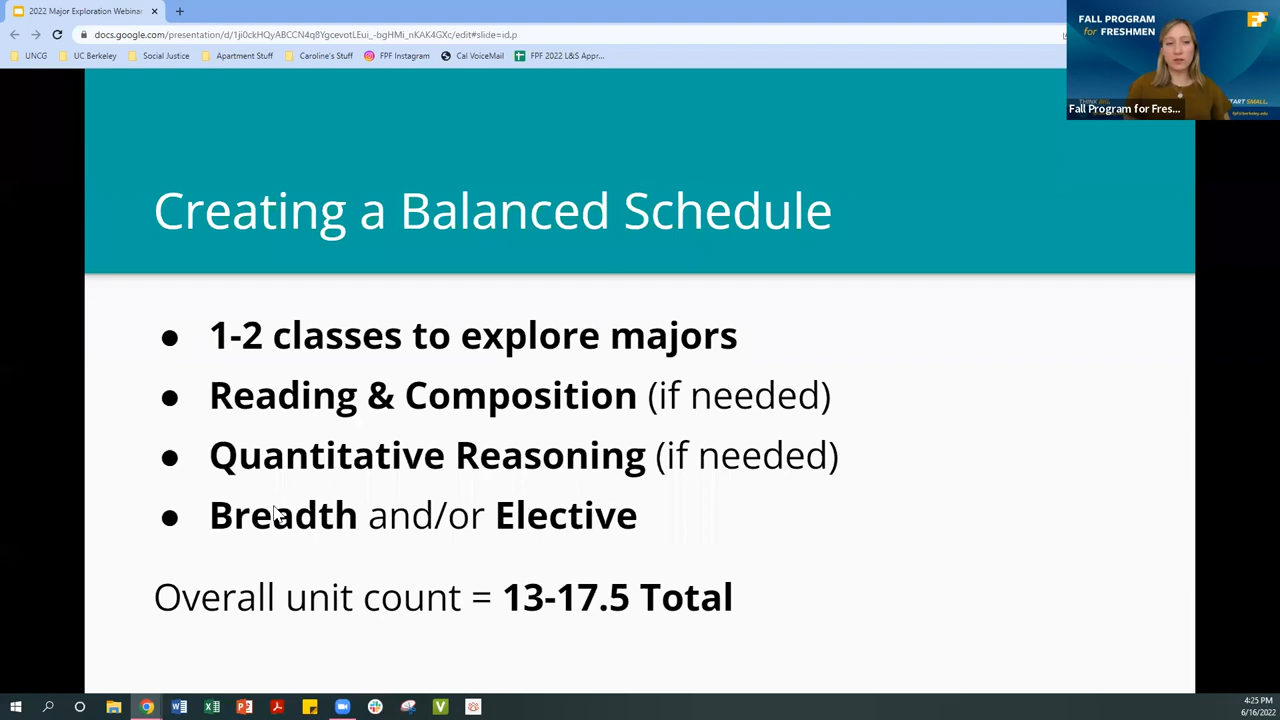 2022 Major Exploration Webinar
docs.google.com/presentation/d/1ji0ckHQyABCCN4q8YgcevotLEui_-bgHMi_nKAK4GXc/edit#slide=id.p
UNCG
UC Berkeley
Social Justice
Apartment Stuff
Caroline's Stuff
FPF Instagram
Cal VoiceMail
FPF 2022 L&S Appr...
FALL PROGRAM
for FRESHMEN
START SMALL.
Fall Program for Fres...
Creating a Balanced Schedule
● 1-2 classes to explore majors
● Reading & Composition (if needed)
● Quantitative Reasoning (if needed)
● Breadth and/or Elective
Overall unit count = 13-17.5 Total
4:25 PM
6/16/2022